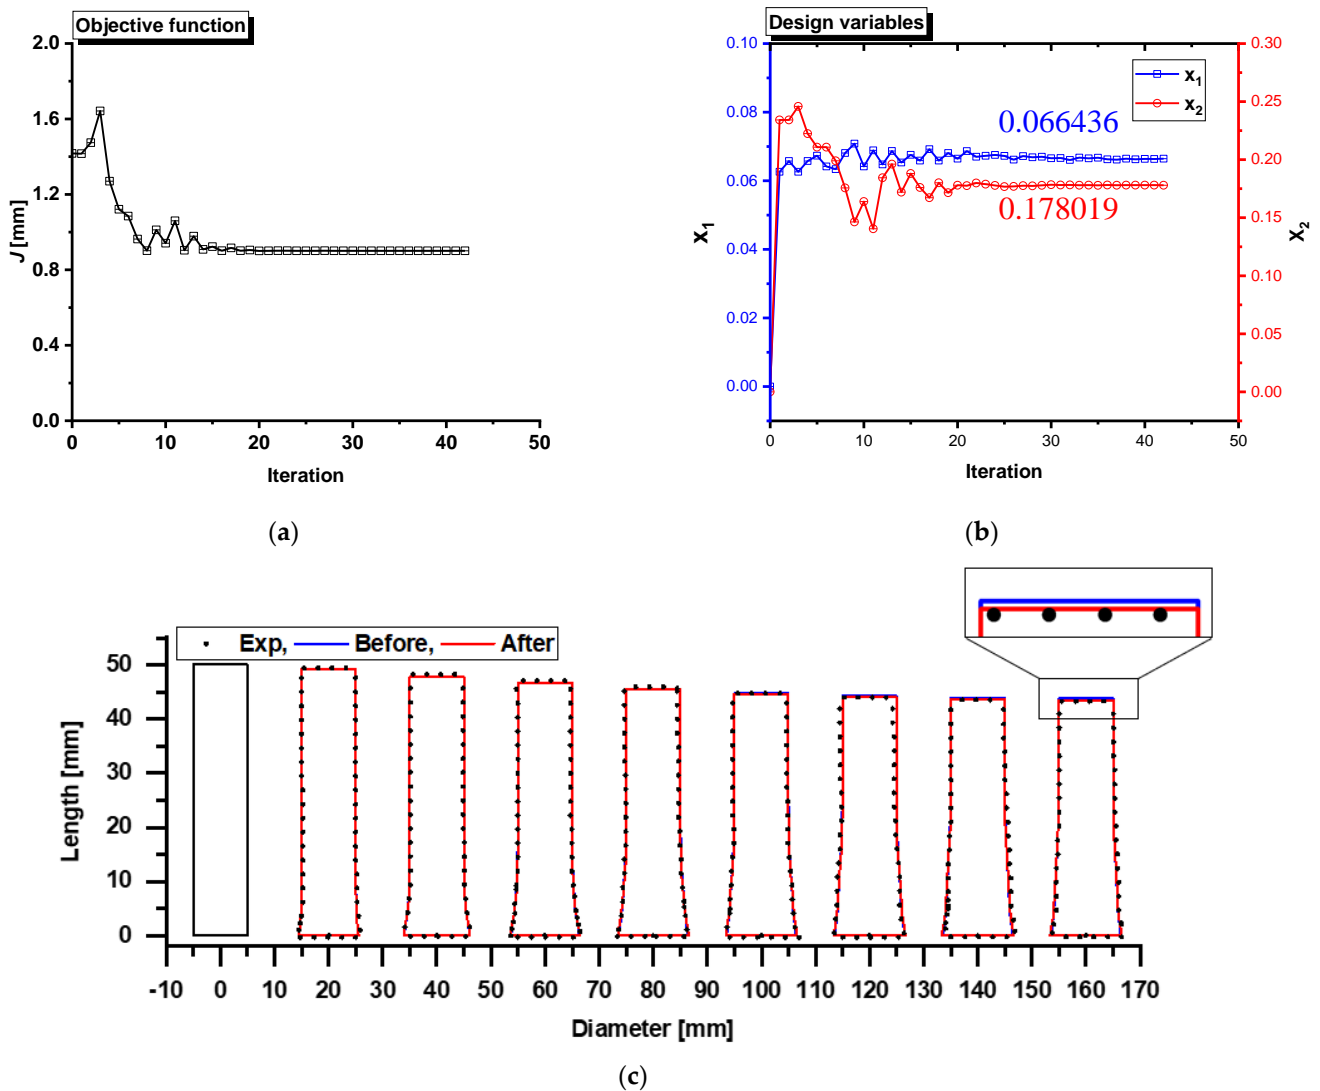 Objective function
2.0
1.6
1.2
0.8
0.4
0.0
J [mm]
0 10 20 30 40 50
Iteration
(a)
Design variables
0.10
0.08
0.06
0.04
0.02
0.00
x1
0.30
0.25
0.20
0.15
0.10
0.05
0.00
x2
x1
x2
0.066436
0.178019
0 10 20 30 40 50
Iteration
(b)
Exp, Before, After
50
40
30
20
10
0
Length [mm]
-10 0 10 20 30 40 50 60 70 80 90 100 110 120 130 140 150 160 170
Diameter [mm]
(c)